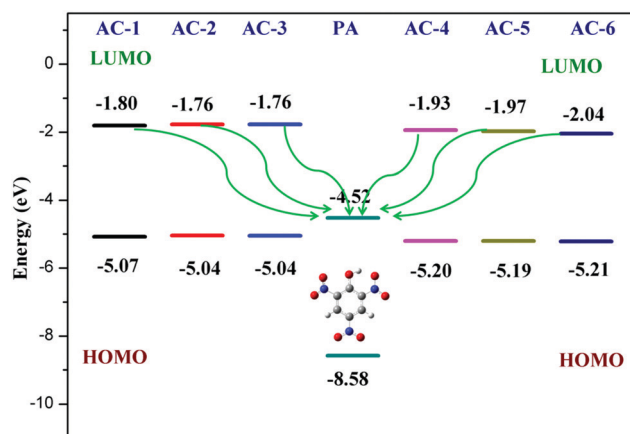 AC-1 AC-2 AC-3 PA AC-4 AC-5 AC-6
LUMO LUMO
0
-1.80 -1.76 -1.76 -1.93 -1.97 -2.04
-2
-4
-4.52
Energy (eV)
-5.07 -5.04 -5.04 -5.20 -5.19 -5.21
-6
-8
HOMO HOMO
-8.58
-10